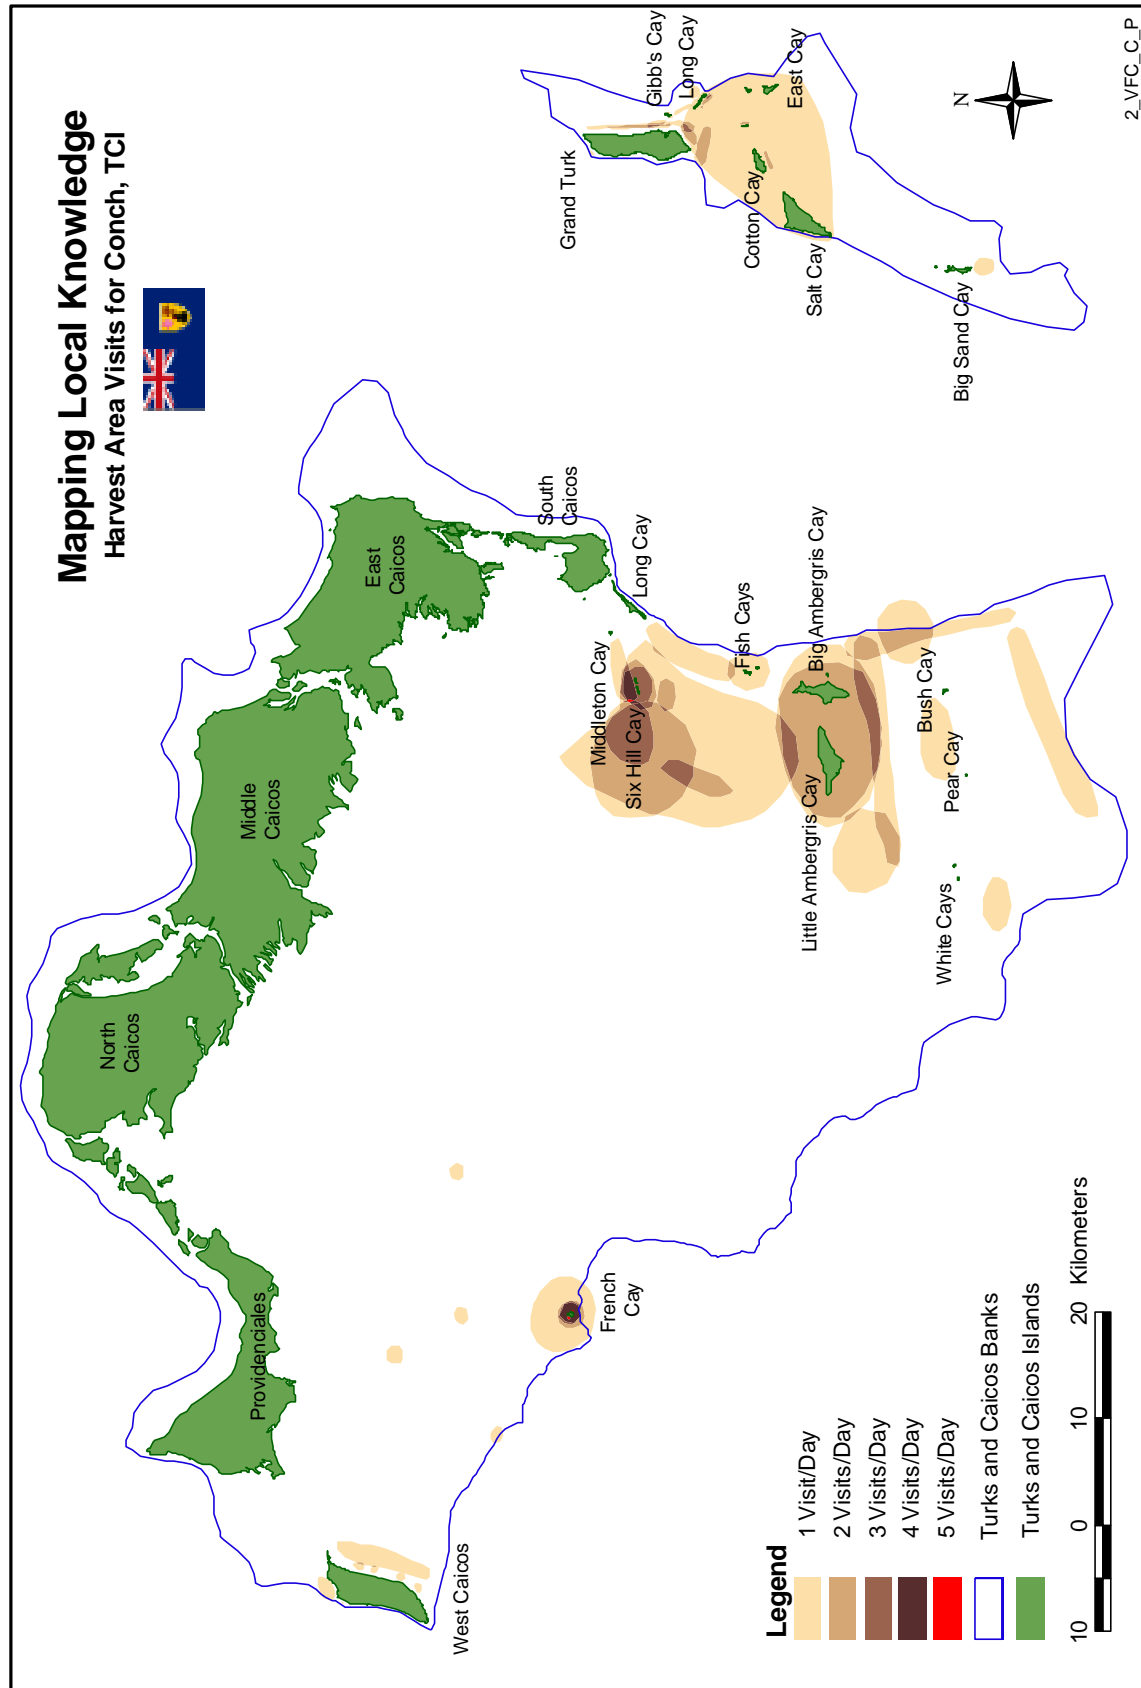 Mapping Local Knowledge
Harvest Area Visits for Conch, TCI
North
Caicos
Middle
Caicos
East
Caicos
South
Caicos
Providenciales
West Caicos
French
Cay
Long Cay
Middleton Cay
Six Hill Cay
Fish Cays
Big Ambergris Cay
Little Ambergris Cay
Bush Cay
Pear Cay
White Cays
Grand Turk
Gibb's Cay
Long Cay
East Cay
Cotton Cay
Salt Cay
Big Sand Cay
N
Legend
1 Visit/Day
2 Visits/Day
3 Visits/Day
4 Visits/Day
5 Visits/Day
Turks and Caicos Banks
Turks and Caicos Islands
10 0 10 20 Kilometers
2_VFC_C_P